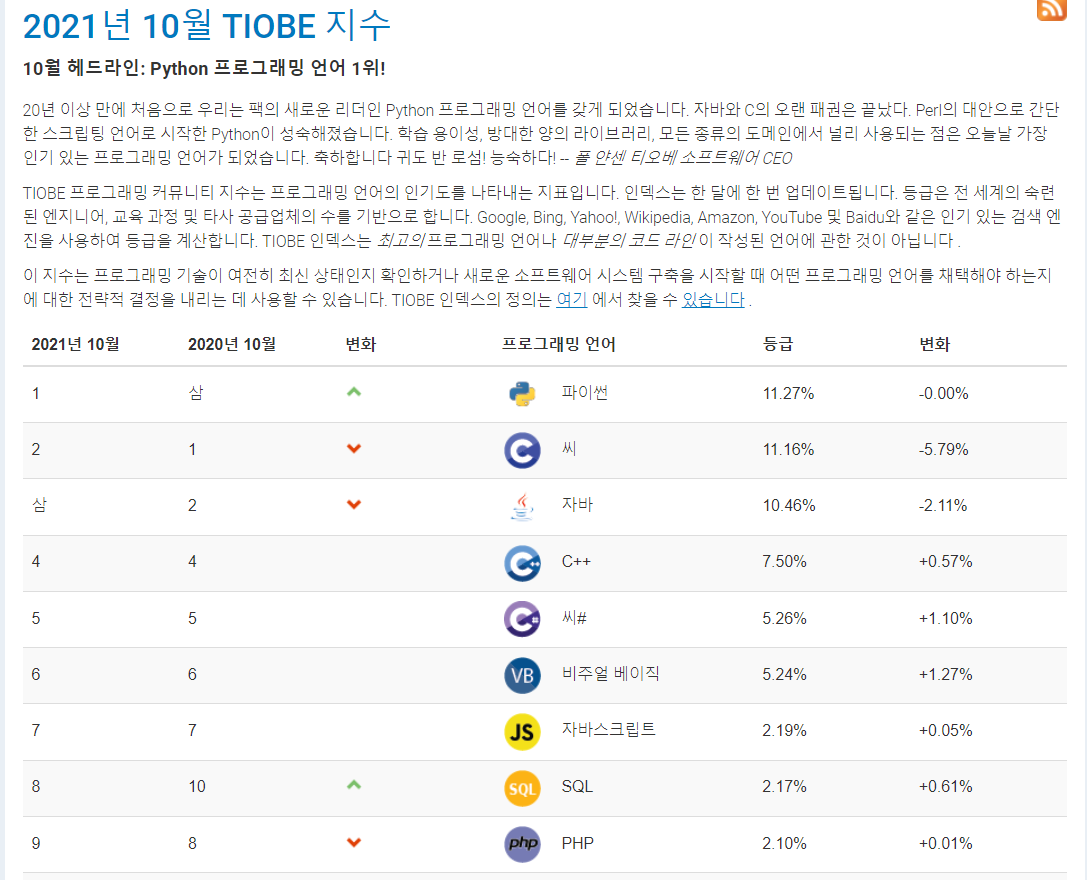 2021년 10월 TIOBE 지수
10월 헤드라인: Python 프로그래밍 언어 1위!
20년 이상 만에 처음으로 우리는 팩의 새로운 리더인 Python 프로그래밍 언어를 갖게 되었습니다. 자바와 C의 오랜 패권은 끝났다. Perl의 대안으로 간단
한 스크립팅 언어로 시작한 Python이 성숙해졌습니다. 학습 용이성, 방대한 양의 라이브러리, 모든 종류의 도메인에서 널리 사용되는 점은 오늘날 가장
인기 있는 프로그래밍 언어가 되었습니다. 축하합니다 귀도 반 로섬! 능숙하다! -- 폴 얀센 티오베 소프트웨어 CEO
TIOBE 프로그래밍 커뮤니티 지수는 프로그래밍 언어의 인기도를 나타내는 지표입니다. 인덱스는 한 달에 한 번 업데이트됩니다. 등급은 전 세계의 숙련
된 엔지니어, 교육 과정 및 타사 공급업체의 수를 기반으로 합니다. Google, Bing, Yahoo!, Wikipedia, Amazon, YouTube 및 Baidu와 같은 인기 있는 검색 엔
진을 사용하여 등급을 계산합니다. TIOBE 인덱스는 최고의 프로그래밍 언어나 대부분의 코드 라인 이 작성된 언어에 관한 것이 아닙니다 .
이 지수는 프로그래밍 기술이 여전히 최신 상태인지 확인하거나 새로운 소프트웨어 시스템 구축을 시작할 때 어떤 프로그래밍 언어를 채택해야 하는지
에 대한 전략적 결정을 내리는 데 사용할 수 있습니다. TIOBE 인덱스의 정의는 여기 에서 찾을 수 있습니다 .
2021년 10월 2020년 10월 변화 프로그래밍 언어 등급 변화
1 삼 파이썬 11.27% -0.00%
2 1 C 씨 11.16% -5.79%
삼 2 자바 10.46% -2.11%
4 4 C++ C++ 7.50% +0.57%
5 5 C# 씨# 5.26% +1.10%
6 6 VB 비주얼 베이직 5.24% +1.27%
7 7 JS 자바스크립트 2.19% +0.05%
8 10 SQL SQL 2.17% +0.61%
9 8 php PHP 2.10% +0.01%